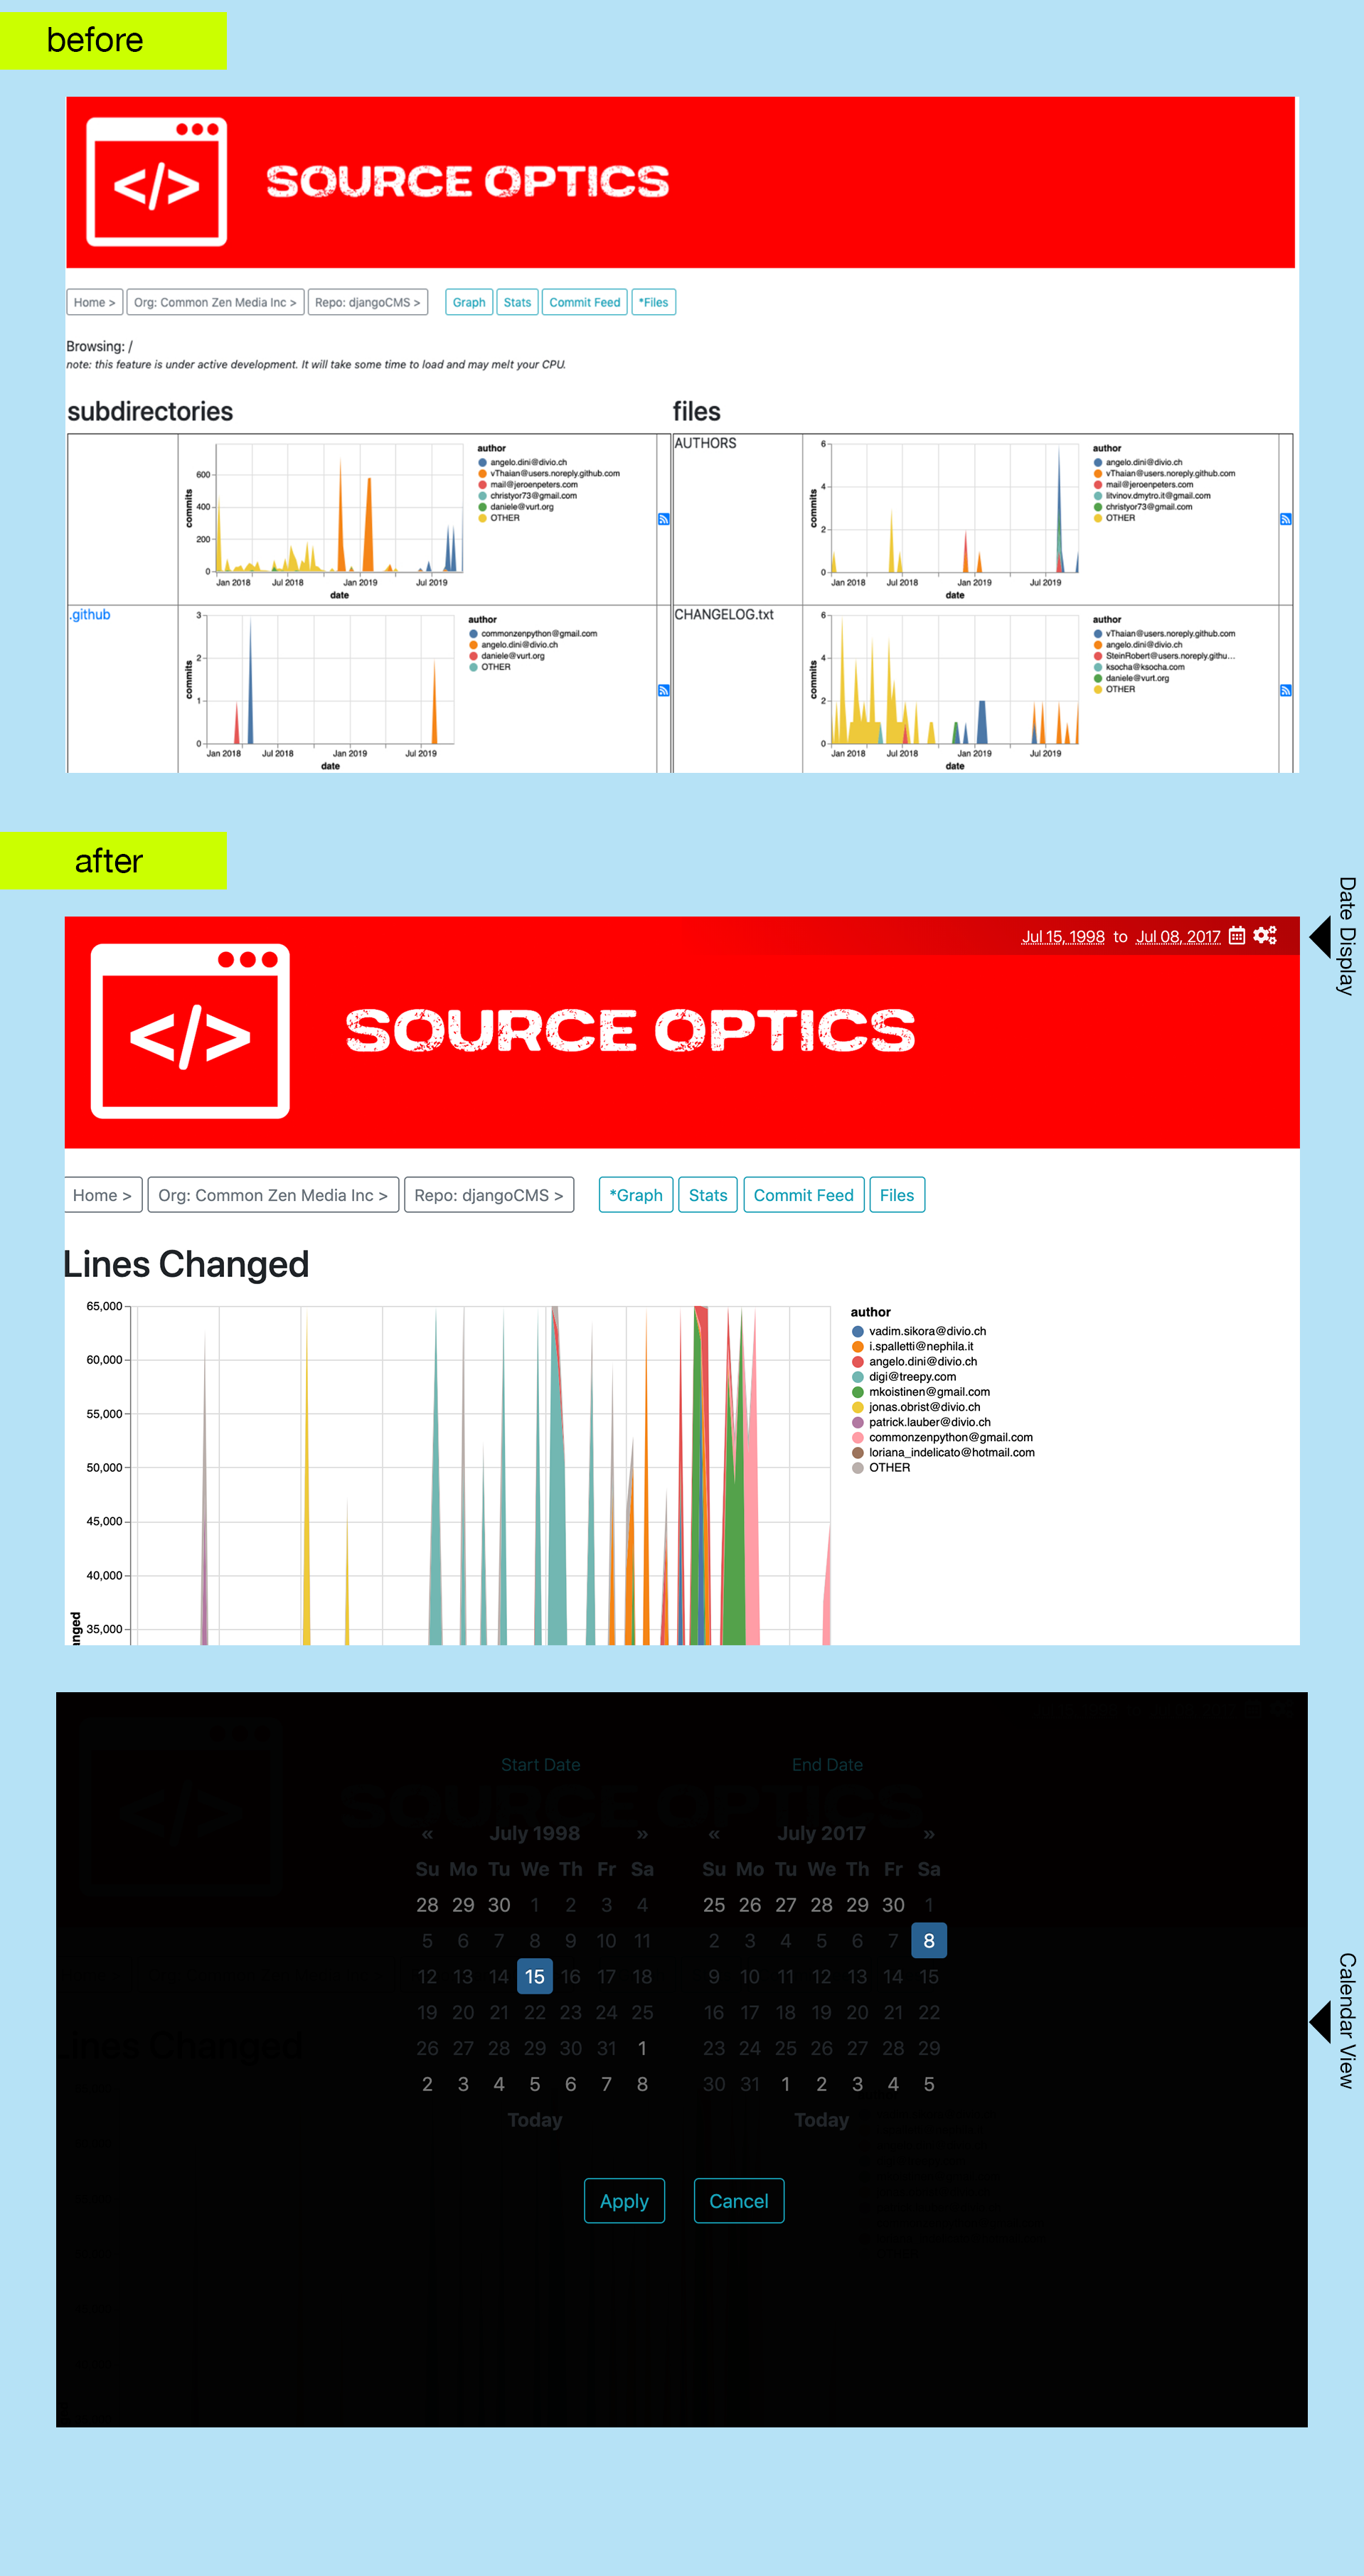 before
</>
SOURCE OPTICS
Home > Org: Common Zen Media Inc > Repo: djangoCMS > Graph Stats Commit Feed *Files
Browsing: /
note: this feature is under active development. It will take some time to load and may melt your CPU.
subdirectories
commits
600
400
200
0
Jan 2018 Jul 2018 Jan 2019 Jul 2019
date
author
angelo.dini@divio.ch
vThaian@users.noreply.github.com
mail@jeroenpeters.com
christyor73@gmail.com
daniele@vurt.org
OTHER
.github
commits
3
2
1
0
Jan 2018 Jul 2018 Jan 2019 Jul 2019
date
author
commonzenpython@gmail.com
angelo.dini@divio.ch
daniele@vurt.org
OTHER
files
AUTHORS
commits
6
4
2
0
Jan 2018 Jul 2018 Jan 2019 Jul 2019
date
author
angelo.dini@divio.ch
vThaian@users.noreply.github.com
mail@jeroenpeters.com
litvinov.dmytro.it@gmail.com
christyor73@gmail.com
OTHER
CHANGELOG.txt
commits
6
4
2
0
Jan 2018 Jul 2018 Jan 2019 Jul 2019
date
author
vThaian@users.noreply.github.com
angelo.dini@divio.ch
SteinRobert@users.noreply.githu...
ksocha@ksocha.com
daniele@vurt.org
OTHER
after
Date Display
Jul 15, 1998 to Jul 08, 2017
</>
SOURCE OPTICS
Home > Org: Common Zen Media Inc > Repo: djangoCMS > *Graph Stats Commit Feed Files
Lines Changed
65,000
60,000
55,000
50,000
45,000
40,000
35,000
anged
author
vadim.sikora@divio.ch
i.spalletti@nephila.it
angelo.dini@divio.ch
digi@treepy.com
mkoistinen@gmail.com
jonas.obrist@divio.ch
patrick.lauber@divio.ch
commonzenpython@gmail.com
loriana_indelicato@hotmail.com
OTHER
</>
SOURCE OPTICS
Lines Changed
Start Date
« July 1998 »
Su Mo Tu We Th Fr Sa
28 29 30 1 2 3 4
5 6 7 8 9 10 11
12 13 14 15 16 17 18
19 20 21 22 23 24 25
26 27 28 29 30 31 1
2 3 4 5 6 7 8
Today
End Date
« July 2017 »
Su Mo Tu We Th Fr Sa
25 26 27 28 29 30 1
2 3 4 5 6 7 8
9 10 11 12 13 14 15
16 17 18 19 20 21 22
23 24 25 26 27 28 29
30 31 1 2 3 4 5
Today
Apply Cancel
Calendar View